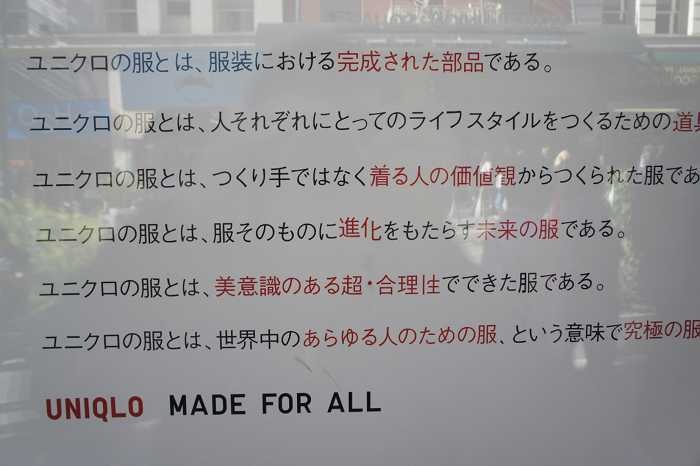 ユニクロの服とは、服装における完成された部品である。
ユニクロの服とは、人それぞれにとってのライフスタイルをつくるための道具
ユニクロの服とは、つくり手ではなく着る人の価値観からつくられた服であ
ユニクロの服とは、服そのものに進化をもたらす未来の服である。
ユニクロの服とは、美意識のある超・合理性でできた服である。
ユニクロの服とは、世界中のあらゆる人のための服、という意味で究極の服
UNIQLO MADE FOR ALL